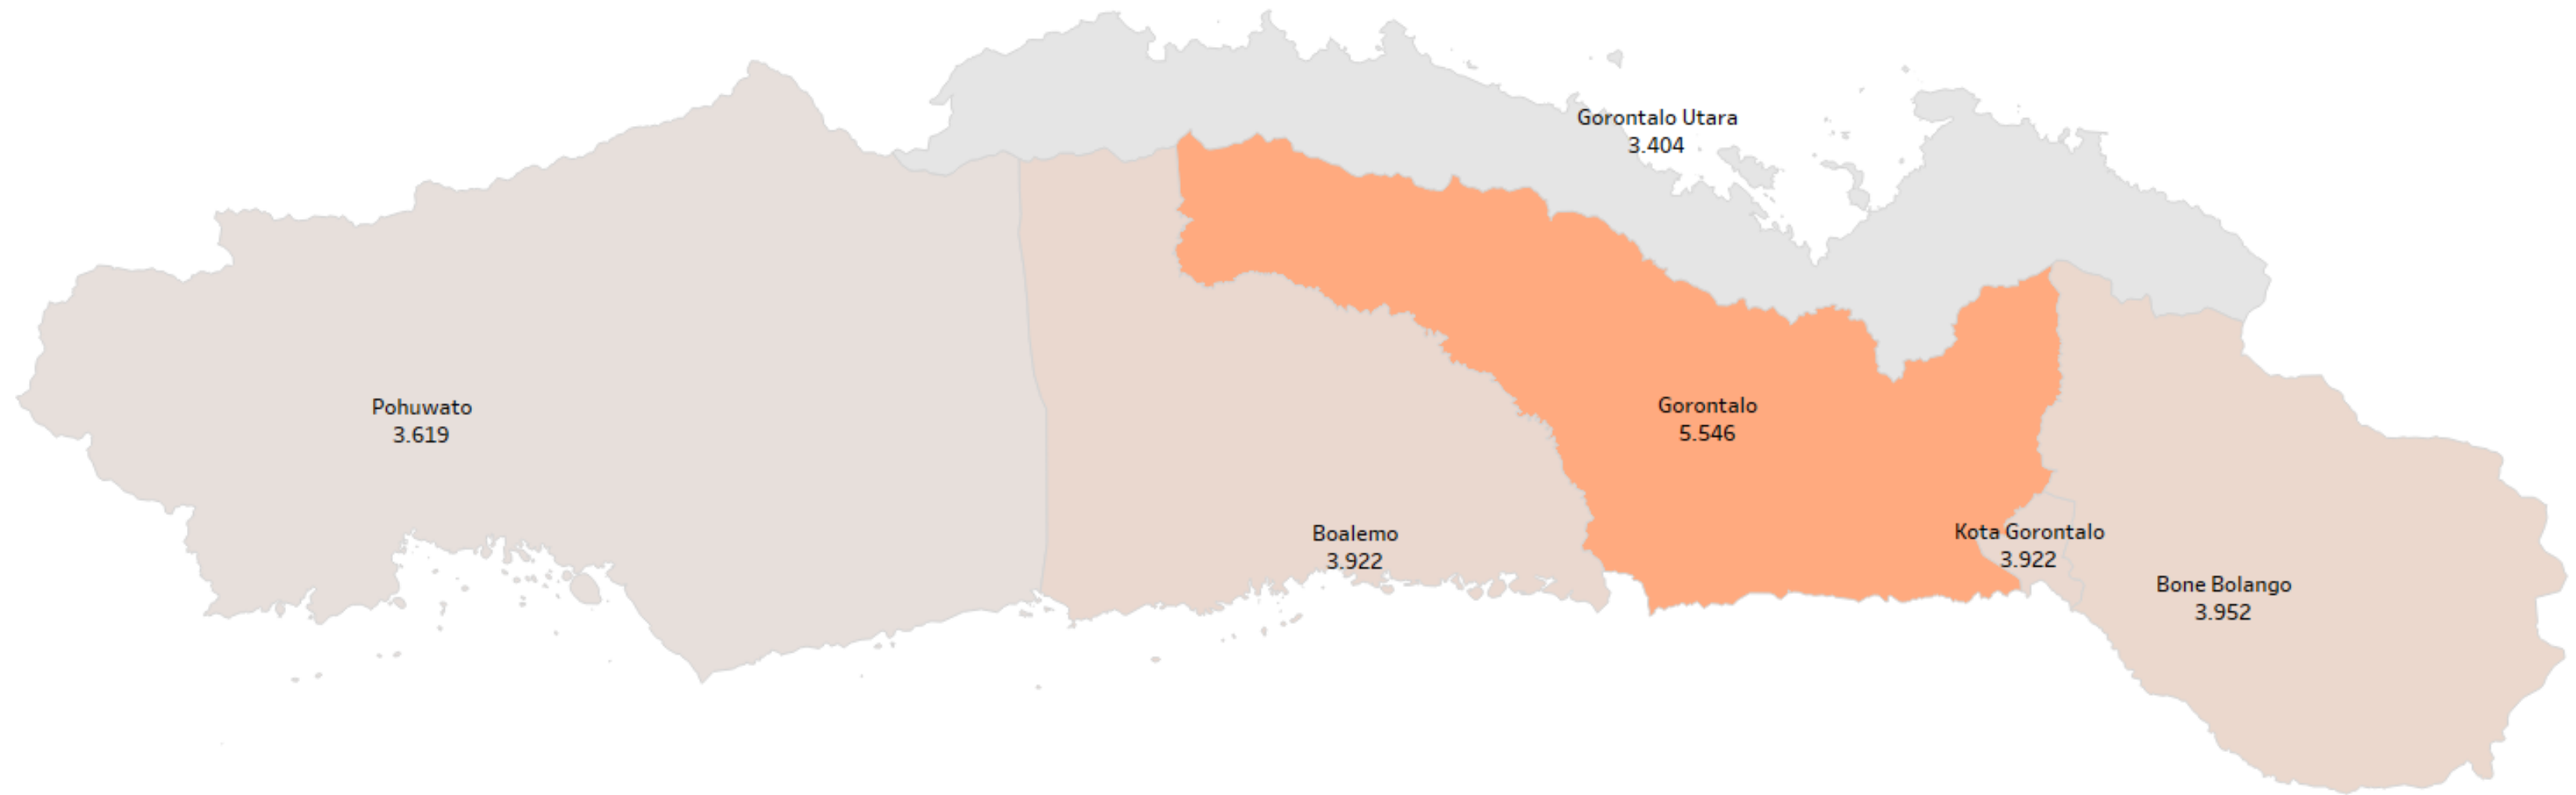 Gorontalo Utara
3.404
Pohuwato
3.619
Gorontalo
5.546
Boalemo
3.922
Kota Gorontalo
3.922
Bone Bolango
3.952